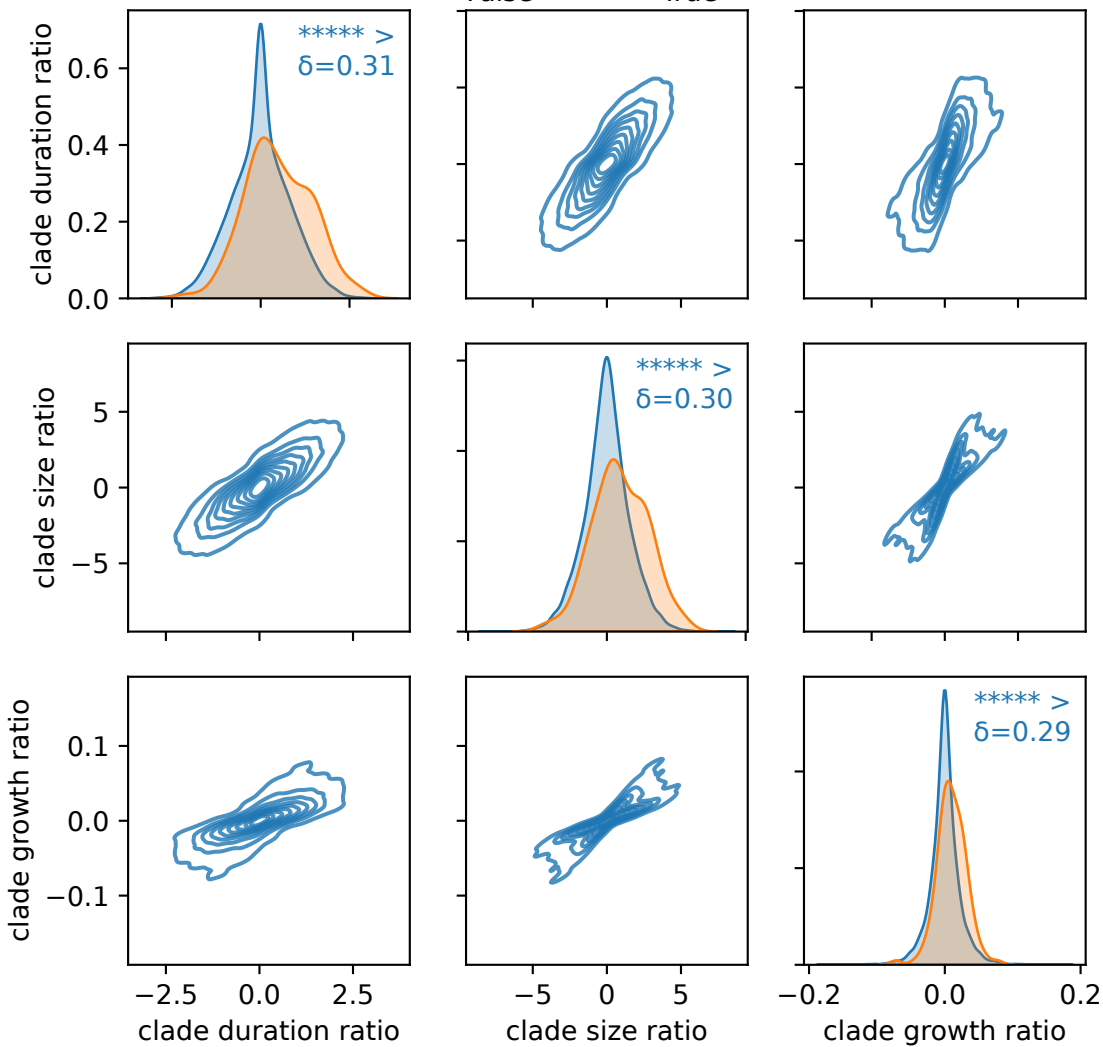 clade duration ratio
0.6
0.4
0.2
0.0
***** >
δ=0.31
clade size ratio
5
0
−5
***** >
δ=0.30
clade growth ratio
0.1
0.0
−0.1
***** >
δ=0.29
−2.5 0.0 2.5
−5 0 5
−0.2 0.0 0.2
clade duration ratio
clade size ratio
clade growth ratio